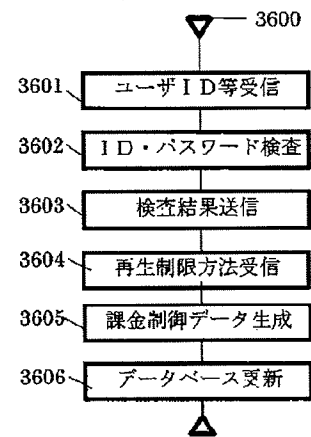 3600
3601 ユーザID等受信
3602 ID・パスワード検査
3603 検査結果送信
3604 再生制限方法受信
3605 課金制御データ生成
3606 データベース更新